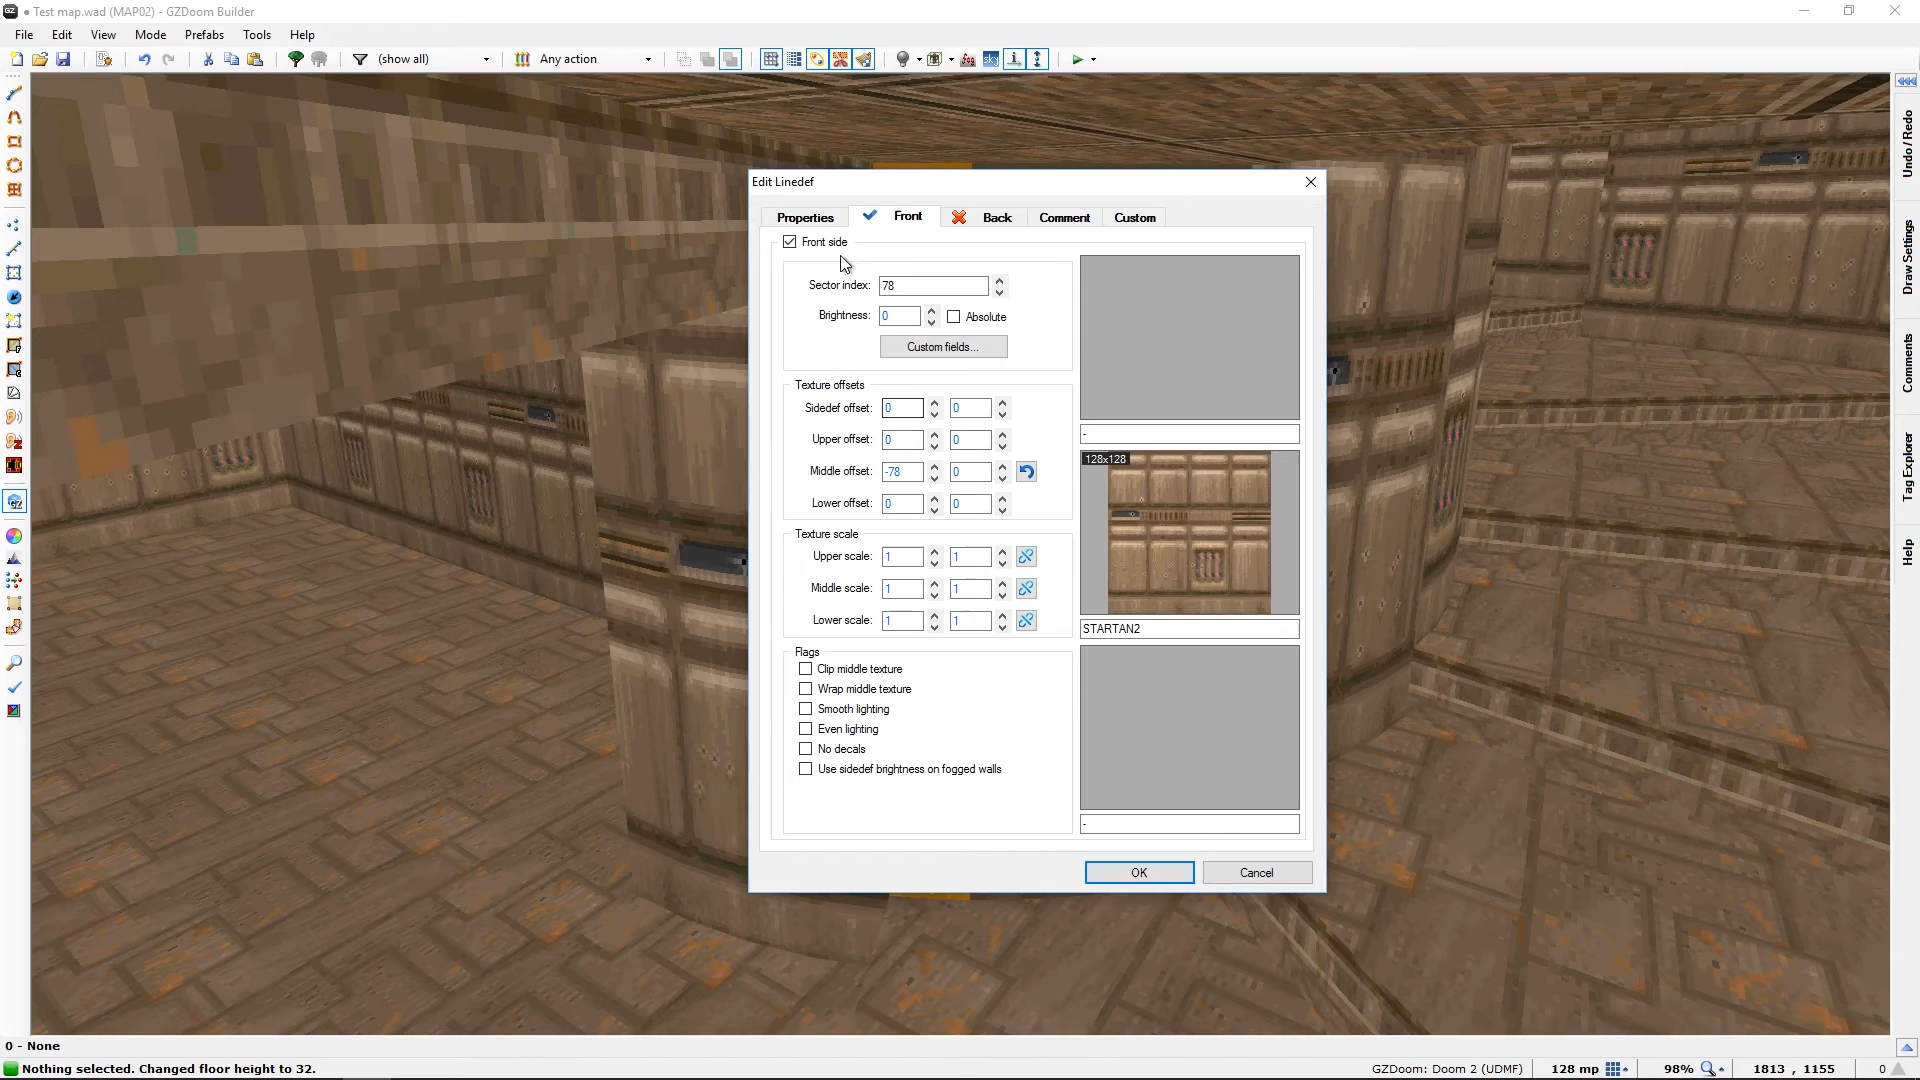 Test map.wad (MAP02) - GZDoom Builder
File Edit View Mode Prefabs Tools Help
(show all) Any action
Undo / Redo
Draw Settings
Comments
Tag Explorer
Help
Edit Linedef
Properties Front Back Comment Custom
Front side
Sector index: 78
Brightness: 0 Absolute
Custom fields...
Texture offsets
Sidedef offset: 0 0
Upper offset: 0 0
Middle offset: -78 0
Lower offset: 0 0
Texture scale
Upper scale: 1 1
Middle scale: 1 1
Lower scale: 1 1
Flags
Clip middle texture
Wrap middle texture
Smooth lighting
Even lighting
No decals
Use sidedef brightness on fogged walls
-
128x128
STARTAN2
-
OK Cancel
0 - None
Nothing selected. Changed floor height to 32.
GZDoom: Doom 2 (UDMF) 128 mp 98% 1813 , 1155 0